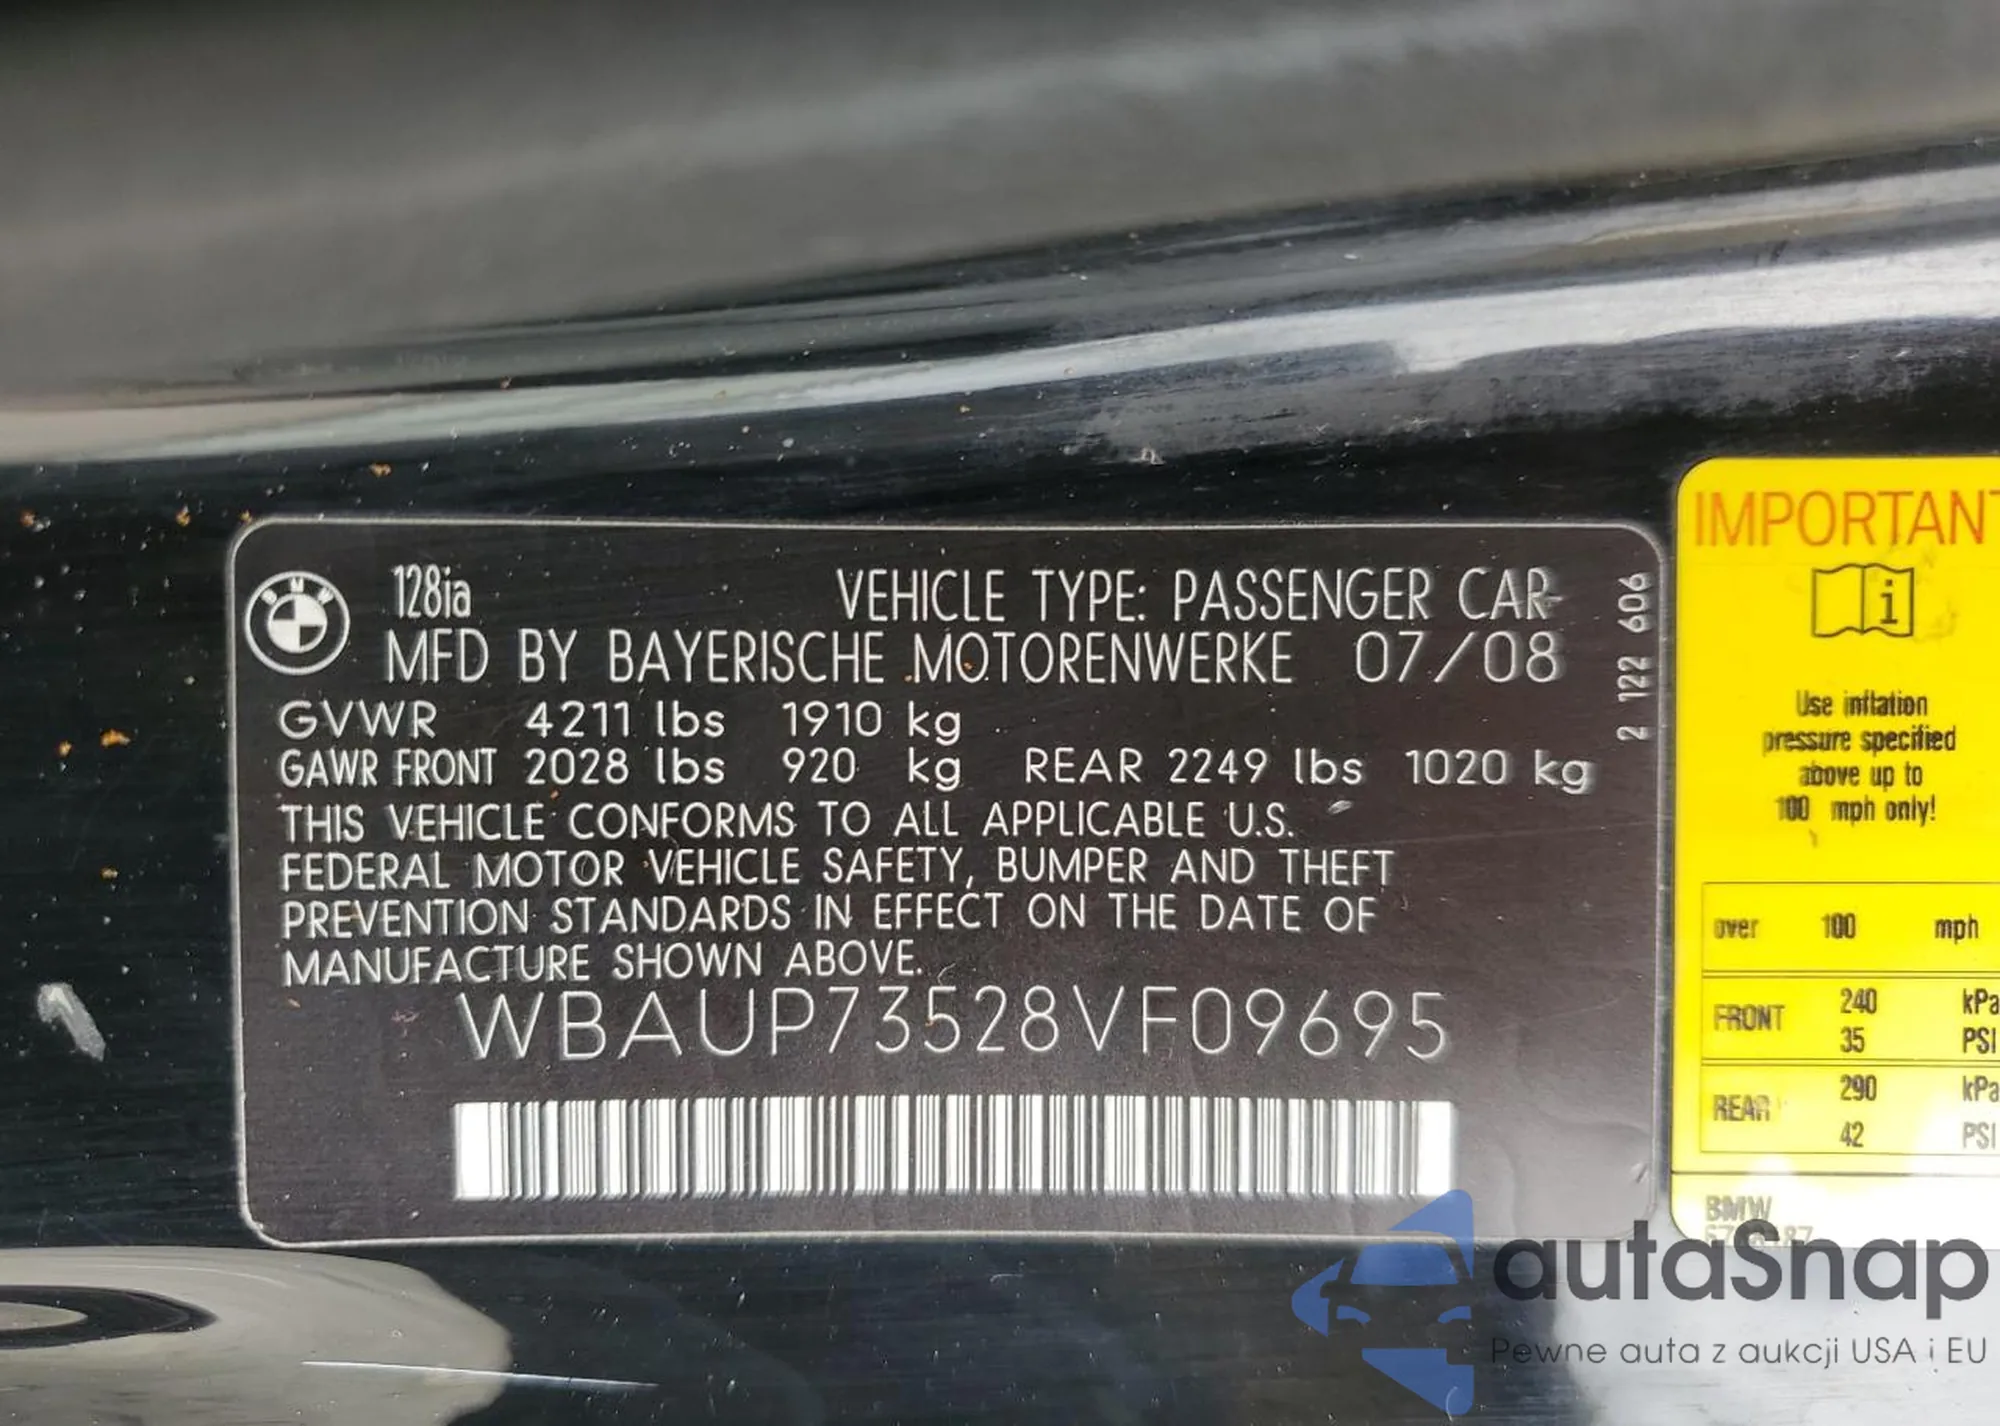 BMW
128ia
VEHICLE TYPE: PASSENGER CAR
MFD BY BAYERISCHE MOTORENWERKE 07/08
GVWR 4211 lbs 1910 kg
GAWR FRONT 2028 lbs 920 kg REAR 2249 lbs 1020 kg
THIS VEHICLE CONFORMS TO ALL APPLICABLE U.S.
FEDERAL MOTOR VEHICLE SAFETY, BUMPER AND THEFT
PREVENTION STANDARDS IN EFFECT ON THE DATE OF
MANUFACTURE SHOWN ABOVE.
WBAUP73528VF09695
2 122 606
IMPORTANT
i
Use inflation
pressure specified
above up to
100 mph only!
over 100 mph
FRONT 240 kPa
35 PSI
REAR 290 kPa
42 PSI
BMW
autaSnap
Pewne auta z aukcji USA i EU